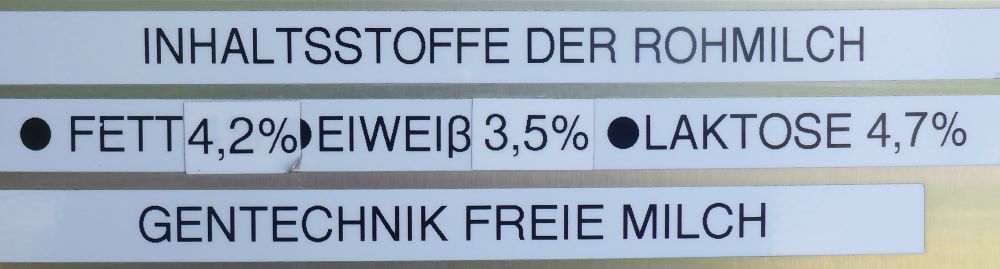 INHALTSSTOFFE DER ROHMILCH
● FETT 4,2% ● EIWEIß 3,5% ● LAKTOSE 4,7%
GENTECHNIK FREIE MILCH